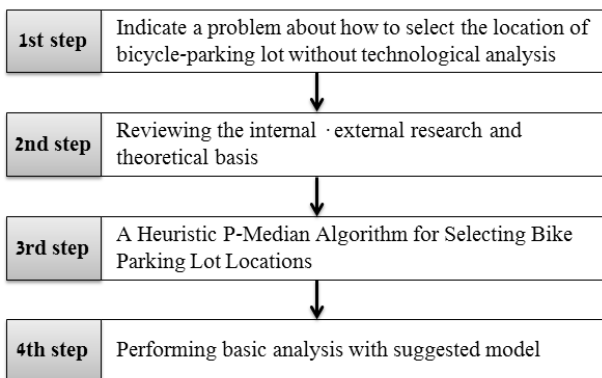 1st step
Indicate a problem about how to select the location of
bicycle-parking lot without technological analysis
2nd step
Reviewing the internal · external research and
theoretical basis
3rd step
A Heuristic P-Median Algorithm for Selecting Bike
Parking Lot Locations
4th step
Performing basic analysis with suggested model